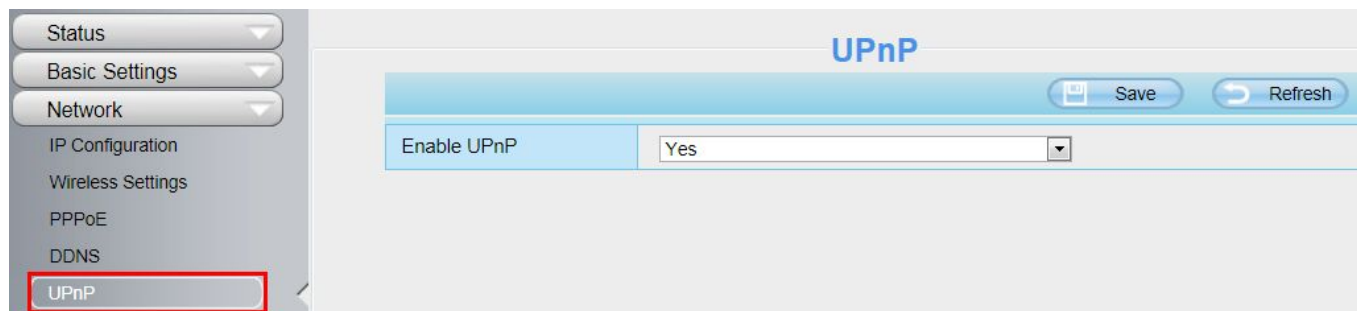 Status
Basic Settings
Network
IP Configuration
Wireless Settings
PPPoE
DDNS
UPnP
UPnP
Save Refresh
Enable UPnP Yes